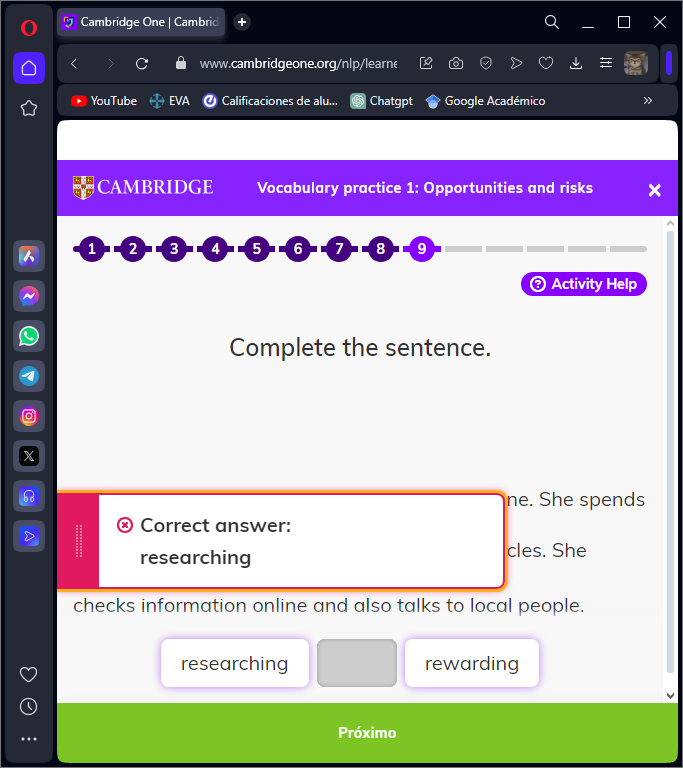 Cambridge One | Cambrid
www.cambridgeone.org/nlp/learne
YouTube
EVA
Calificaciones de alu...
Chatgpt
Google Académico
»
CAMBRIDGE
Vocabulary practice 1: Opportunities and risks
1 2 3 4 5 6 7 8 9
Activity Help
Complete the sentence.
ne. She spends
Correct answer:
researching
cles. She
checks information online and also talks to local people.
researching
rewarding
Próximo